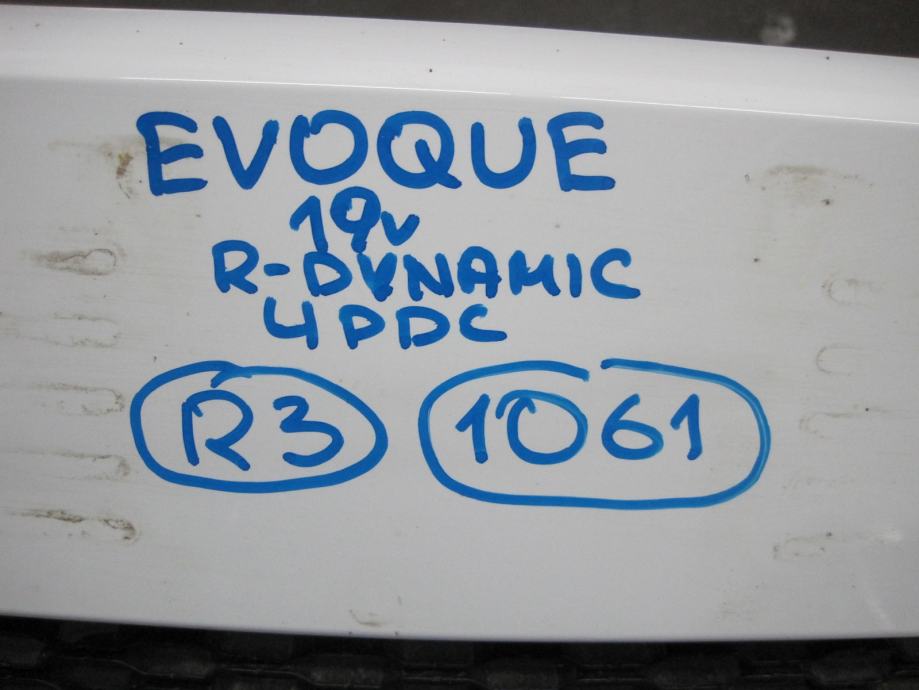 EVOQUE
19v
R-DYNAMIC
4PDC
R3 1061